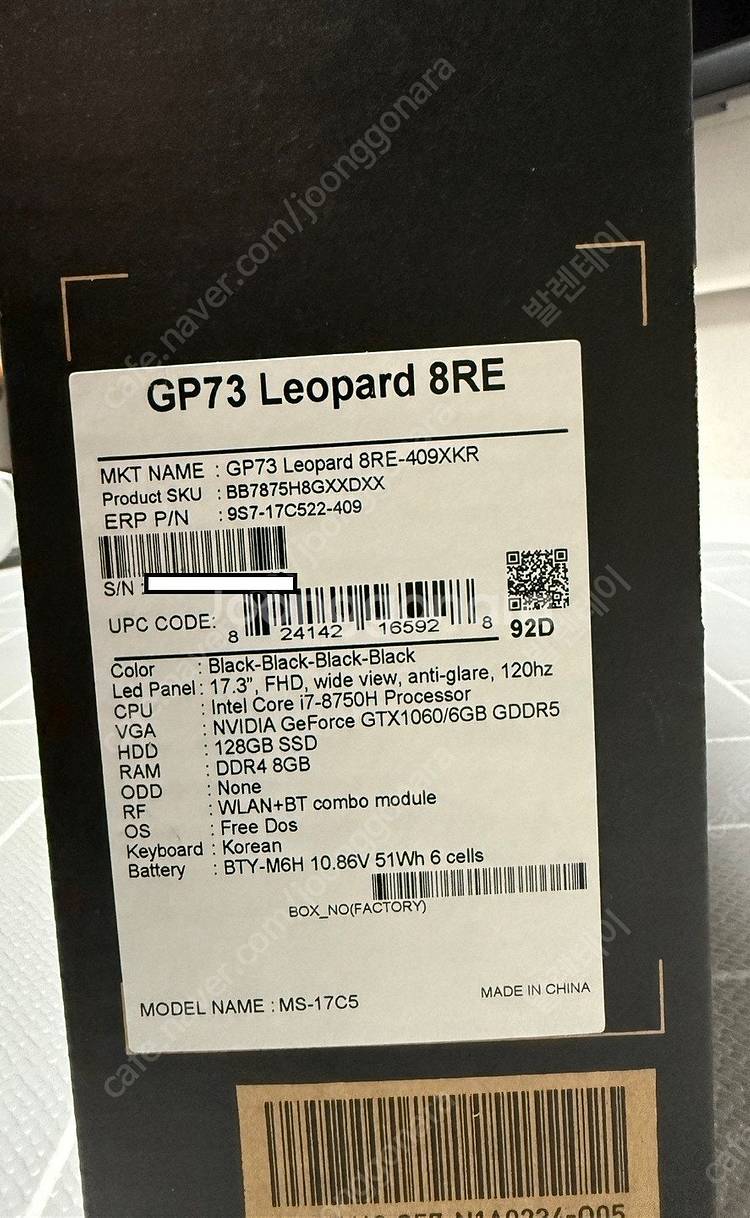 cafe.naver.com/joonggonara
발렌테이
GP73 Leopard 8RE
MKT NAME : GP73 Leopard 8RE-409XKR
Product SKU : BB7875H8GXXDXX
ERP P/N : 9S7-17C522-409
S/N :
UPC CODE: 8 24142 16592 8
92D
Color : Black-Black-Black-Black
Led Panel : 17.3", FHD, wide view, anti-glare, 120hz
CPU : Intel Core i7-8750H Processor
VGA : NVIDIA GeForce GTX1060/6GB GDDR5
HDD : 128GB SSD
RAM : DDR4 8GB
ODD : None
RF : WLAN+BT combo module
OS : Free Dos
Keyboard : Korean
Battery : BTY-M6H 10.86V 51Wh 6 cells
BOX_NO(FACTORY)
MODEL NAME : MS-17C5
MADE IN CHINA